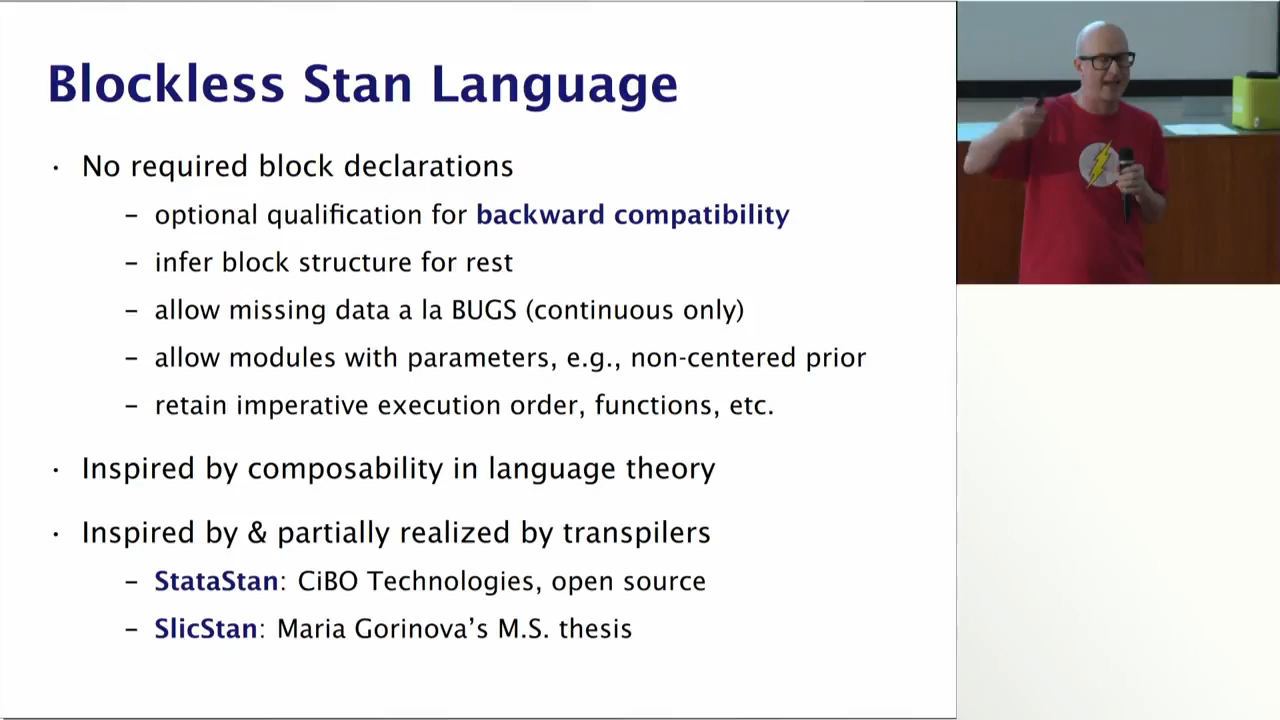 Blockless Stan Language
· No required block declarations
– optional qualification for backward compatibility
– infer block structure for rest
– allow missing data a la BUGS (continuous only)
– allow modules with parameters, e.g., non-centered prior
– retain imperative execution order, functions, etc.
· Inspired by composability in language theory
· Inspired by & partially realized by transpilers
– StataStan: CiBO Technologies, open source
– SlicStan: Maria Gorinova’s M.S. thesis